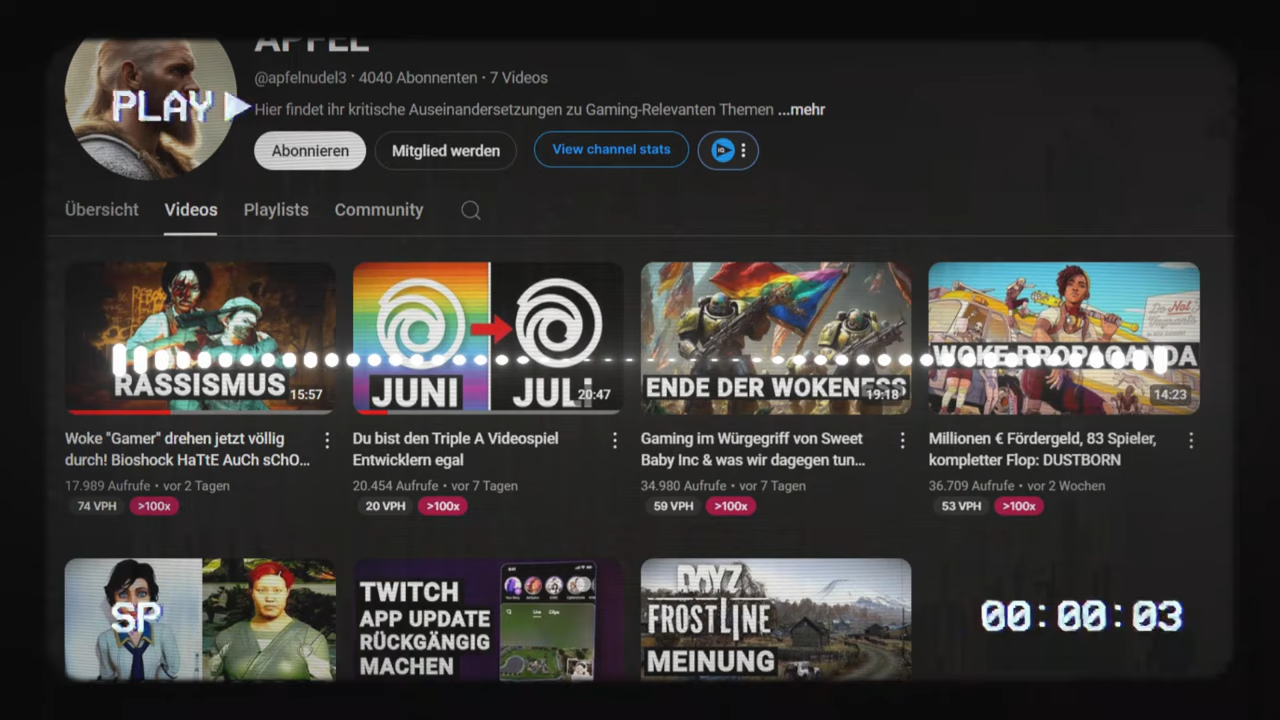 APFEL
@apfelnudel3 · 4040 Abonnenten · 7 Videos
PLAY
Hier findet ihr kritische Auseinandersetzungen zu Gaming-Relevanten Themen ...mehr
Abonnieren
Mitglied werden
View channel stats
IQ
Übersicht
Videos
Playlists
Community
RASSISMUS
15:57
JUNI
JULI
20:47
ENDE DER WOKENESS
19:18
WOKE PROPAGANDA
14:23
Woke "Gamer" drehen jetzt völlig
durch! Bioshock HaTtE AuCh sChO...
17.989 Aufrufe • vor 2 Tagen
74 VPH >100x
Du bist den Triple A Videospiel
Entwicklern egal
20.454 Aufrufe • vor 7 Tagen
20 VPH >100x
Gaming im Würgegriff von Sweet
Baby Inc & was wir dagegen tun...
34.980 Aufrufe • vor 7 Tagen
59 VPH >100x
Millionen € Fördergeld, 83 Spieler,
kompletter Flop: DUSTBORN
36.709 Aufrufe • vor 2 Wochen
53 VPH >100x
SP
TWITCH
APP UPDATE
RÜCKGÄNGIG
MACHEN
DAYZ
FROSTLINE
MEINUNG
00:00:03